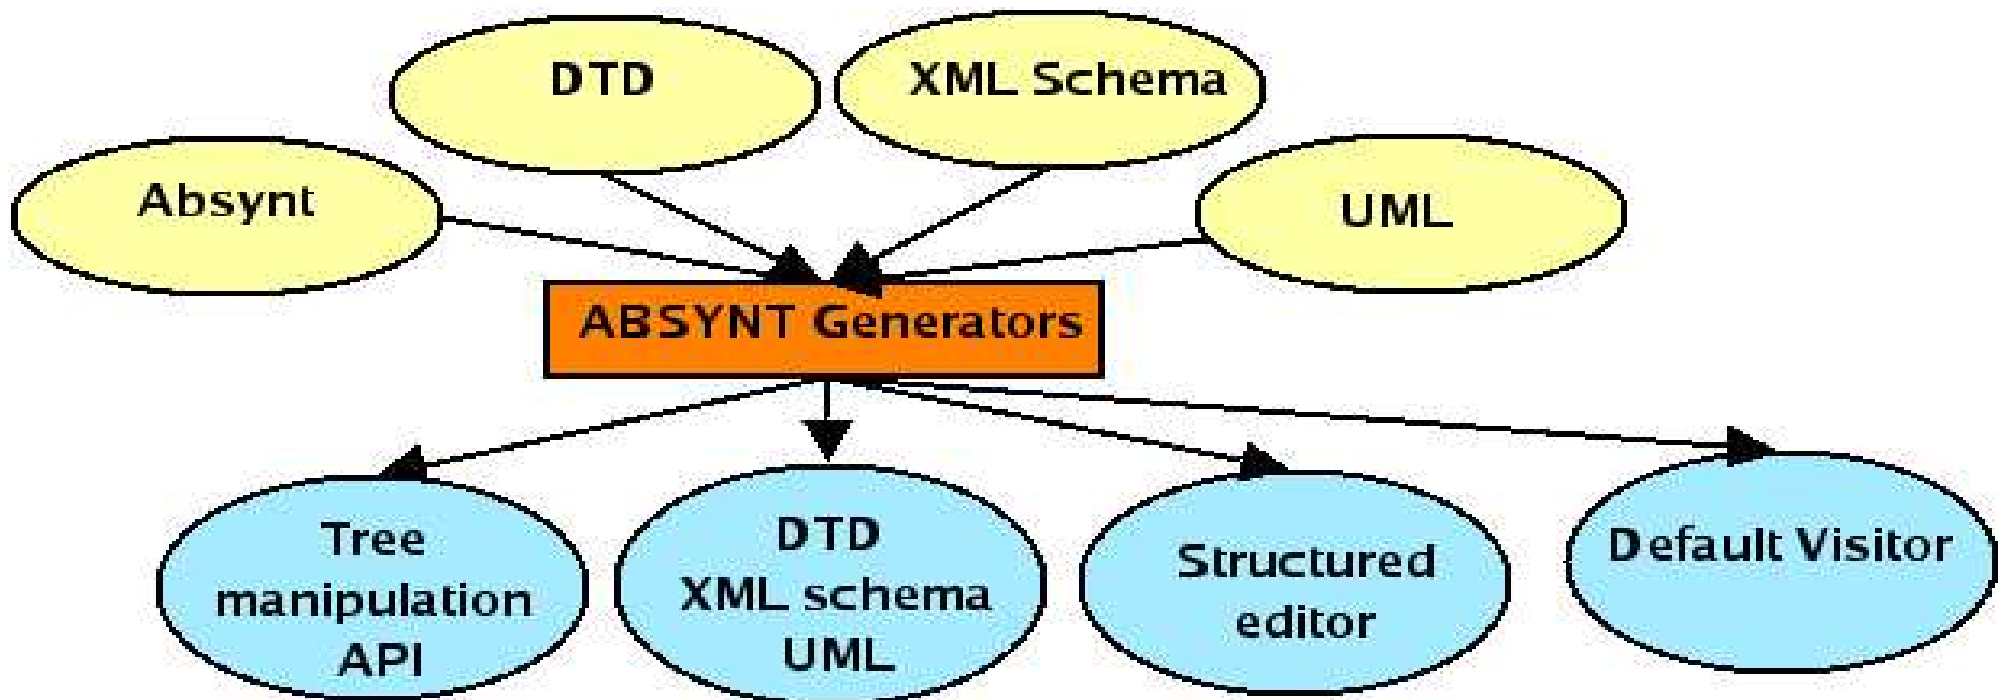 DTD
XML Schema
Absynt
UML
ABSYNT Generators
Tree
manipulation
API
DTD
XML schema
UML
Structured
editor
Default Visitor